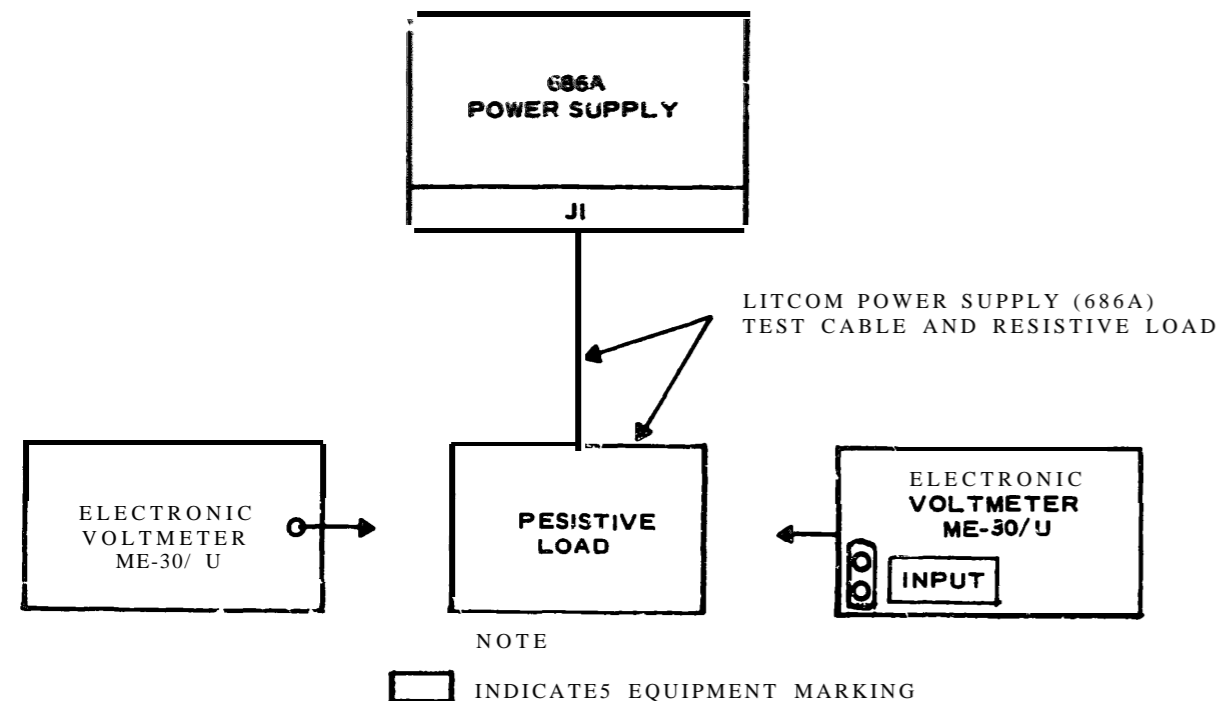 686A
POWER SUPPLY
J1
LITCOM POWER SUPPLY (686A)
TEST CABLE AND RESISTIVE LOAD
ELECTRONIC
VOLTMETER
ME-30/ U
PESISTIVE
LOAD
ELECTRONIC
VOLTMETER
ME-30/U
INPUT
NOTE
INDICATE5 EQUIPMENT MARKING